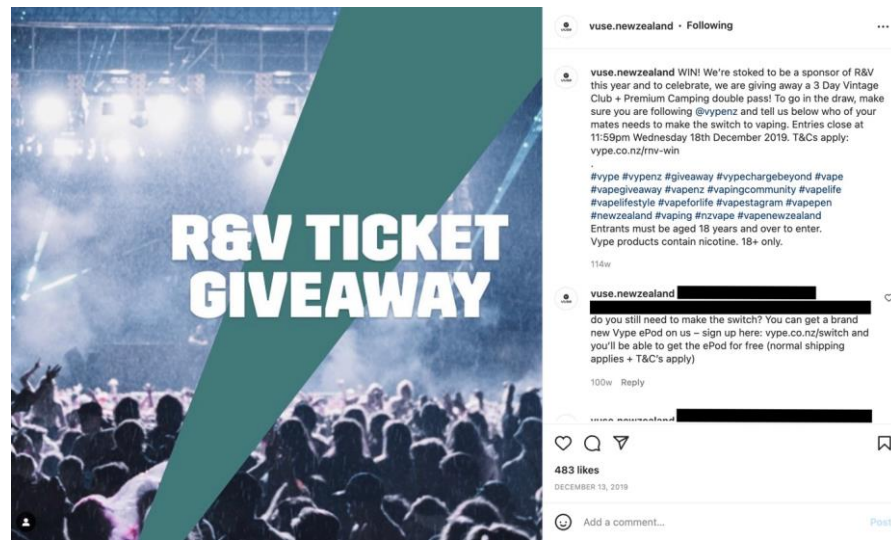 R&V TICKET
GIVEAWAY
vuse.newzealand • Following
vuse.newzealand WIN! We're stoked to be a sponsor of R&V
this year and to celebrate, we are giving away a 3 Day Vintage
Club + Premium Camping double pass! To go in the draw, make
sure you are following @vypenz and tell us below who of your
mates needs to make the switch to vaping. Entries close at
11:59pm Wednesday 18th December 2019. T&Cs apply:
vype.co.nz/rnv-win
.
#vype #vypenz #giveaway #vypechargebeyond #vape
#vapegiveaway #vapenz #vapingcommunity #vapelife
#vapelifestyle #vapeforlife #vapestagram #vapepen
#newzealand #vaping #nzvape #vapenewzealand
Entrants must be aged 18 years and over to enter.
Vype products contain nicotine. 18+ only.
114w
vuse.newzealand
do you still need to make the switch? You can get a brand
new Vype ePod on us – sign up here: vype.co.nz/switch and
you'll be able to get the ePod for free (normal shipping
applies + T&C's apply)
100w Reply
vuse.newzealand
483 likes
DECEMBER 13, 2019
Add a comment...
Post